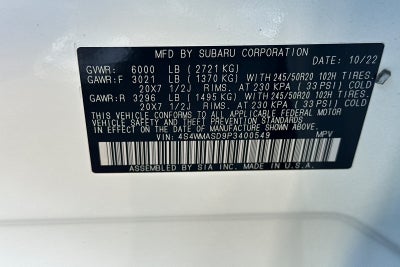 MFD BY SUBARU CORPORATION
DATE: 10/22
GVWR: 6000 LB (2721 KG)
GAWR:F 3021 LB (1370 KG) WITH 245/50R20 102H TIRES.
20X7 1/2J RIMS. AT 230 KPA (33 PSI) COLD
GAWR:R 3296 LB (1495 KG) WITH 245/50R20 102H TIRES.
20X7 1/2J RIMS. AT 230 KPA (33 PSI) COLD
THIS VEHICLE CONFORMS TO ALL APPLICABLE FEDERAL MOTOR
VEHICLE SAFETY, BUMPER, AND THEFT PREVENTION STANDARDS
IN EFFECT ON THE DATE OF MANUFACTURE SHOWN ABOVE.
VIN: 4S4WMASD9P3400549 MPV
ASSEMBLED BY SIA INC. MADE IN U.S.A.